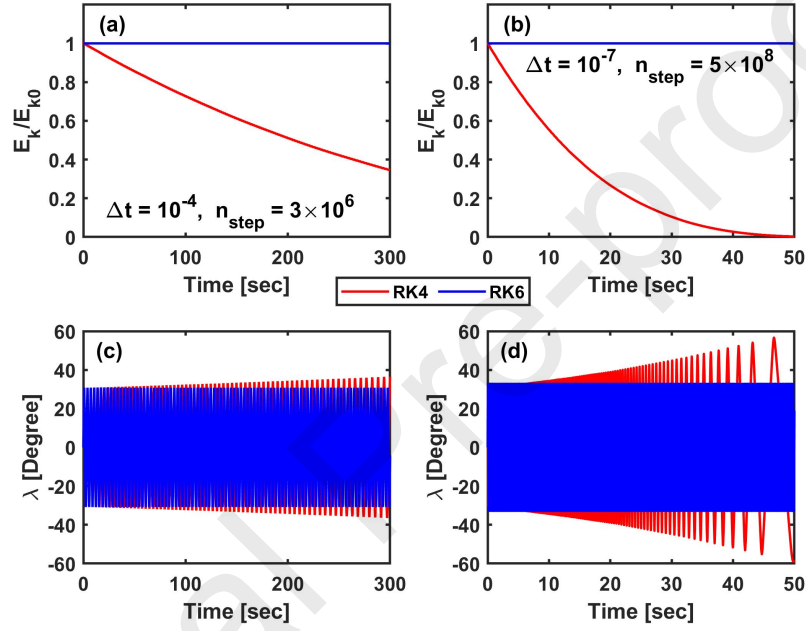 (a)
E_k/E_k0
1
0.8
0.6
0.4
0.2
0
Δt = 10^-4, n_step = 3×10^6
0 100 200 300
Time [sec]
(b)
E_k/E_k0
1
0.8
0.6
0.4
0.2
0
Δt = 10^-7, n_step = 5×10^8
0 10 20 30 40 50
Time [sec]
RK4 RK6
(c)
λ [Degree]
60
40
20
0
-20
-40
-60
0 100 200 300
Time [sec]
(d)
λ [Degree]
60
40
20
0
-20
-40
-60
0 10 20 30 40 50
Time [sec]
al Pre-proo